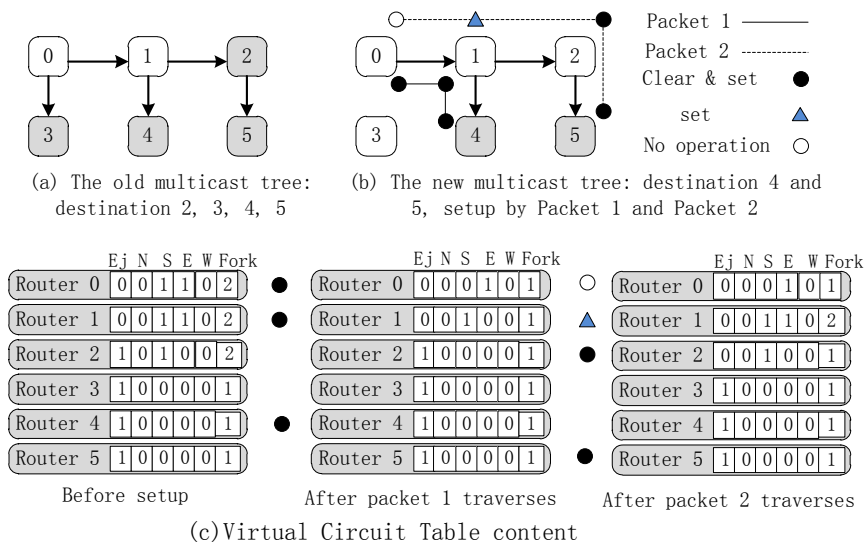 0 1 2
3 4 5
(a) The old multicast tree:
destination 2, 3, 4, 5
0 1 2
3 4 5
(b) The new multicast tree: destination 4 and
5, setup by Packet 1 and Packet 2
Packet 1
Packet 2
Clear & set
set
No operation
Ej N S E W Fork
Router 0 0 0 1 1 0 2
Router 1 0 0 1 1 0 2
Router 2 1 0 1 0 0 2
Router 3 1 0 0 0 0 1
Router 4 1 0 0 0 0 1
Router 5 1 0 0 0 0 1
Before setup
Ej N S E W Fork
Router 0 0 0 0 1 0 1
Router 1 0 0 1 0 0 1
Router 2 1 0 0 0 0 1
Router 3 1 0 0 0 0 1
Router 4 1 0 0 0 0 1
Router 5 1 0 0 0 0 1
After packet 1 traverses
Ej N S E W Fork
Router 0 0 0 0 1 0 1
Router 1 0 0 1 1 0 2
Router 2 0 0 1 0 0 1
Router 3 1 0 0 0 0 1
Router 4 1 0 0 0 0 1
Router 5 1 0 0 0 0 1
After packet 2 traverses
(c)Virtual Circuit Table content